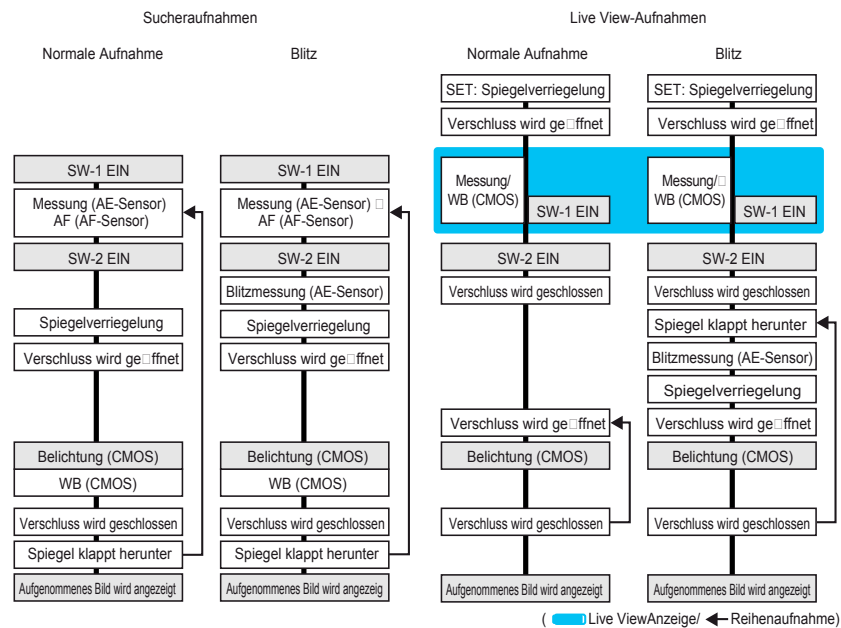 Sucheraufnahmen
Normale Aufnahme
SW-1 EIN
Messung (AE-Sensor)
AF (AF-Sensor)
SW-2 EIN
Spiegelverriegelung
Verschluss wird ge□ffnet
Belichtung (CMOS)
WB (CMOS)
Verschluss wird geschlossen
Spiegel klappt herunter
Aufgenommenes Bild wird angezeigt
Blitz
SW-1 EIN
Messung (AE-Sensor) □
AF (AF-Sensor)
SW-2 EIN
Blitzmessung (AE-Sensor)
Spiegelverriegelung
Verschluss wird ge□ffnet
Belichtung (CMOS)
WB (CMOS)
Verschluss wird geschlossen
Spiegel klappt herunter
Aufgenommenes Bild wird angezeig
Live View-Aufnahmen
Normale Aufnahme
SET: Spiegelverriegelung
Verschluss wird ge□ffnet
Messung/
WB (CMOS)
SW-1 EIN
SW-2 EIN
Verschluss wird geschlossen
Verschluss wird ge□ffnet
Belichtung (CMOS)
Verschluss wird geschlossen
Aufgenommenes Bild wird angezeigt
Blitz
SET: Spiegelverriegelung
Verschluss wird ge□ffnet
Messung/□
WB (CMOS)
SW-1 EIN
SW-2 EIN
Verschluss wird geschlossen
Spiegel klappt herunter
Blitzmessung (AE-Sensor)
Spiegelverriegelung
Verschluss wird ge□ffnet
Belichtung (CMOS)
Verschluss wird geschlossen
Aufgenommenes Bild wird angezeigt
( Live ViewAnzeige/ Reihenaufnahme)